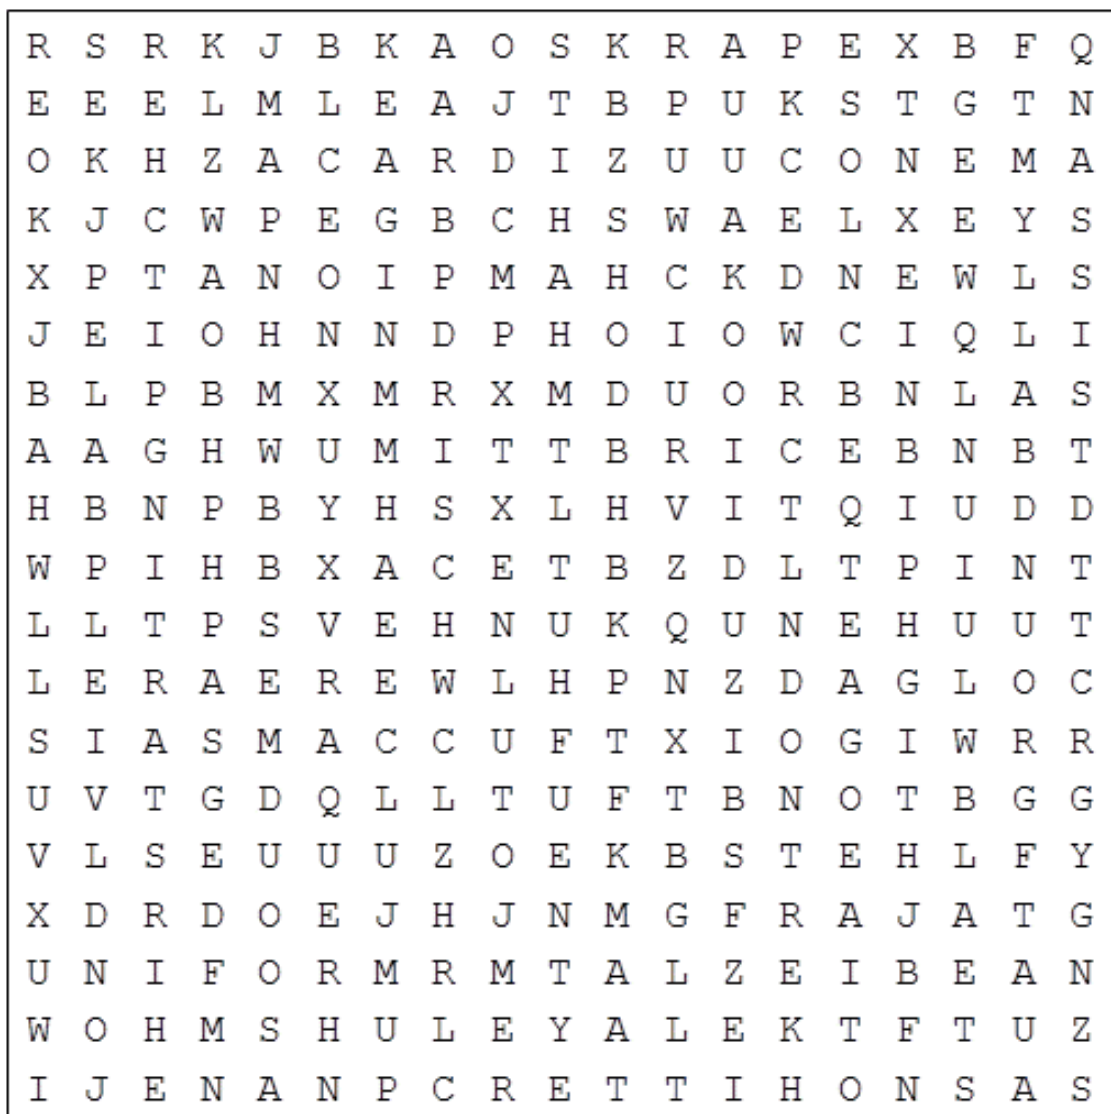 R S R K J B K A O S K R A P E X B F Q
E E E L M L E A J T B P U K S T G T N
O K H Z A C A R D I Z U U C O N E M A
K J C W P E G B C H S W A E L X E Y S
X P T A N O I P M A H C K D N E W L S
J E I O H N N D P H O I O W C I Q L I
B L P B M X M R X M D U O R B N L A S
A A G H W U M I T T B R I C E B N B T
H B N P B Y H S X L H V I T Q I U D D
W P I H B X A C E T B Z D L T P I N T
L L T P S V E H N U K Q U N E H U U T
L E R A E R E W L H P N Z D A G L O C
S I A S M A C C U F T X I O G I W R R
U V T G D Q L L T U F T B N O T B G G
V L S E U U U Z O E K B S T E H L F Y
X D R D O E J H J N M G F R A J A T G
U N I F O R M R M T A L Z E I B E A N
W O H M S H U L E Y A L E K T F T U Z
I J E N A N P C R E T T I H O N S A S